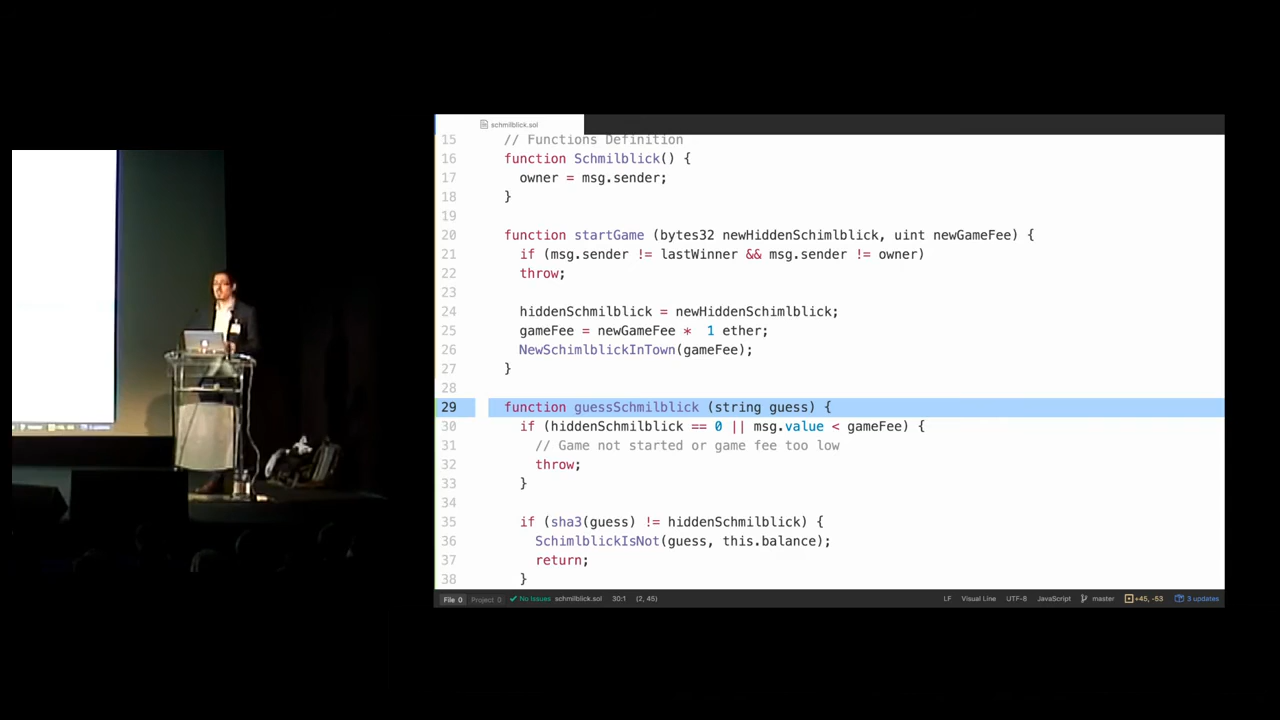 schmilblick.sol
15 // Functions Definition
16 function Schmilblick() {
17 owner = msg.sender;
18 }
19
20 function startGame (bytes32 newHiddenSchimlblick, uint newGameFee) {
21 if (msg.sender != lastWinner && msg.sender != owner)
22 throw;
23
24 hiddenSchmilblick = newHiddenSchimlblick;
25 gameFee = newGameFee * 1 ether;
26 NewSchimlblickInTown(gameFee);
27 }
28
29 function guessSchmilblick (string guess) {
30 if (hiddenSchmilblick == 0 || msg.value < gameFee) {
31 // Game not started or game fee too low
32 throw;
33 }
34
35 if (sha3(guess) != hiddenSchmilblick) {
36 SchimlblickIsNot(guess, this.balance);
37 return;
38 }
File 0 Project 0 No Issues schmilblick.sol 30:1 (2, 45) LF Visual Line UTF-8 JavaScript master +45, -53 3 updates